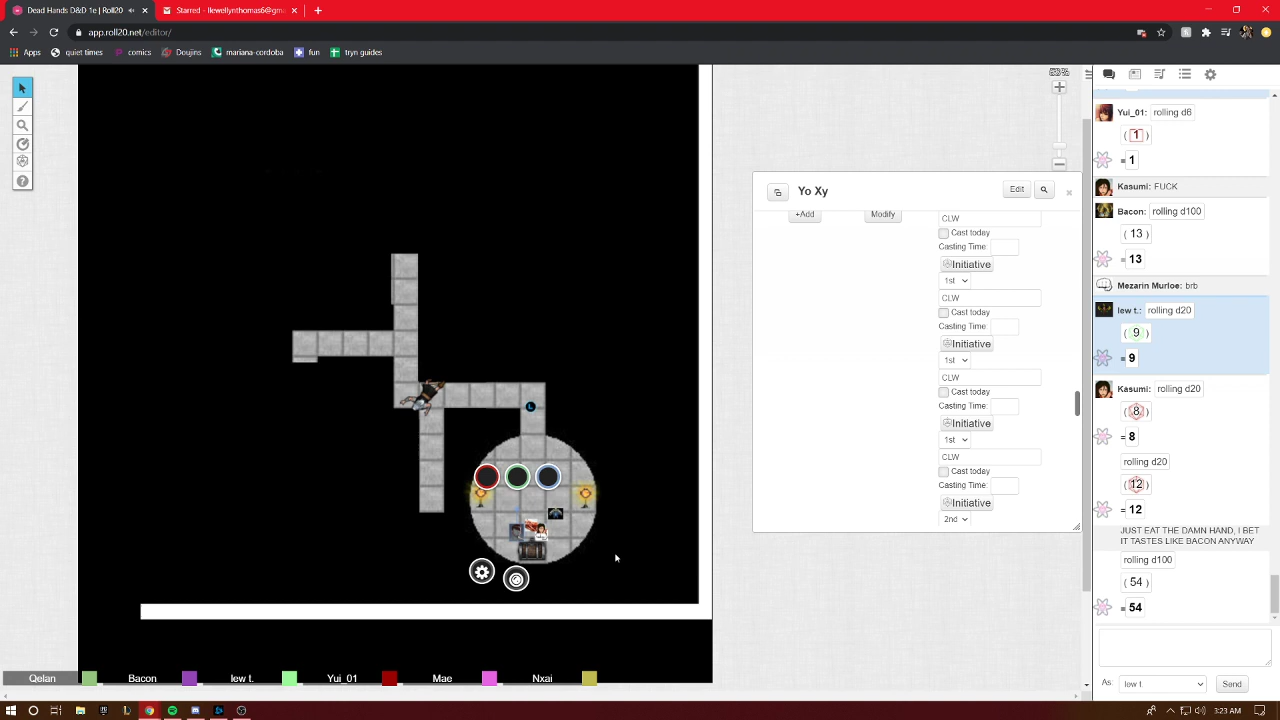 Dead Hands D&D 1e | Roll20
Starred - llewellynthomas6@gm
app.roll20.net/editor/
Apps
quiet times
comics
Doujins
mariana-cordoba
fun
tryn guides
Yo Xy
Edit
+Add
Modify
CLW
Cast today
Casting Time:
Initiative
1st
CLW
Cast today
Casting Time:
Initiative
1st
CLW
Cast today
Casting Time:
Initiative
1st
CLW
Cast today
Casting Time:
Initiative
2nd
L
Yui_01: rolling d6
( 1 )
= 1
Kasumi: FUCK
Bacon: rolling d100
( 13 )
= 13
Mezarin Murloe: brb
lew t.: rolling d20
( 9 )
= 9
Kasumi: rolling d20
( 8 )
= 8
rolling d20
( 12 )
= 12
JUST EAT THE DAMN HAND, I BET
IT TASTES LIKE BACON ANYWAY
rolling d100
( 54 )
= 54
As: lew t. Send
Qelan
Bacon
lew t.
Yui_01
Mae
Nxai
3:23 AM